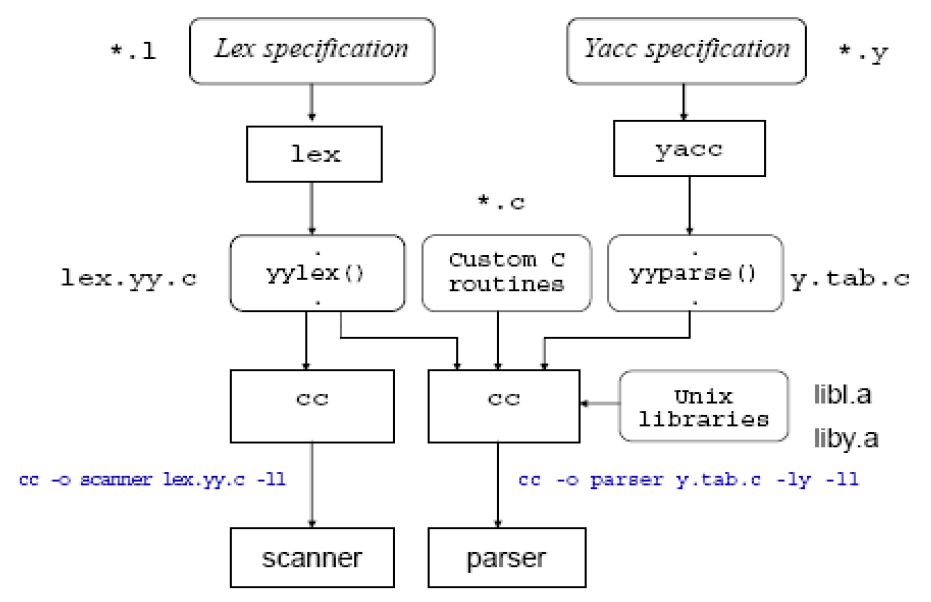 *.l
Lex specification
Yacc specification
*.y
lex
yacc
*.c
lex.yy.c
.
yylex()
.
Custom C
routines
.
yyparse()
.
y.tab.c
cc
cc
Unix
libraries
libl.a
liby.a
cc -o scanner lex.yy.c -ll
cc -o parser y.tab.c -ly -ll
scanner
parser